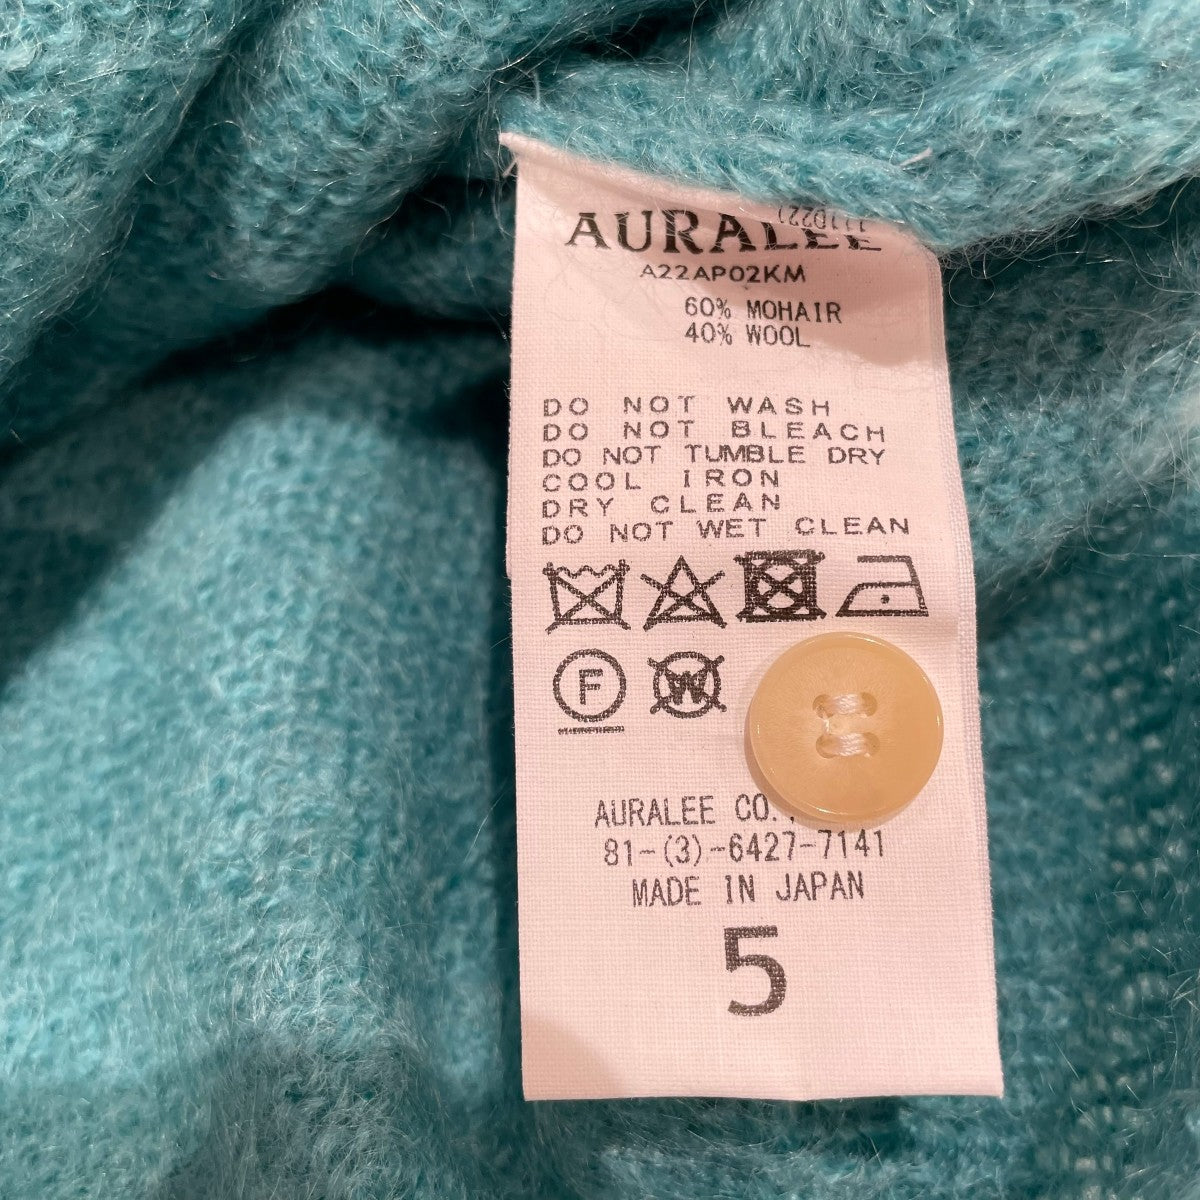 AURALEE
A22AP02KM
60% MOHAIR
40% WOOL
DO NOT WASH
DO NOT BLEACH
DO NOT TUMBLE DRY
COOL IRON
DRY CLEAN
DO NOT WET CLEAN
F W
AURALEE CO.,
81-(3)-6427-7141
MADE IN JAPAN
5